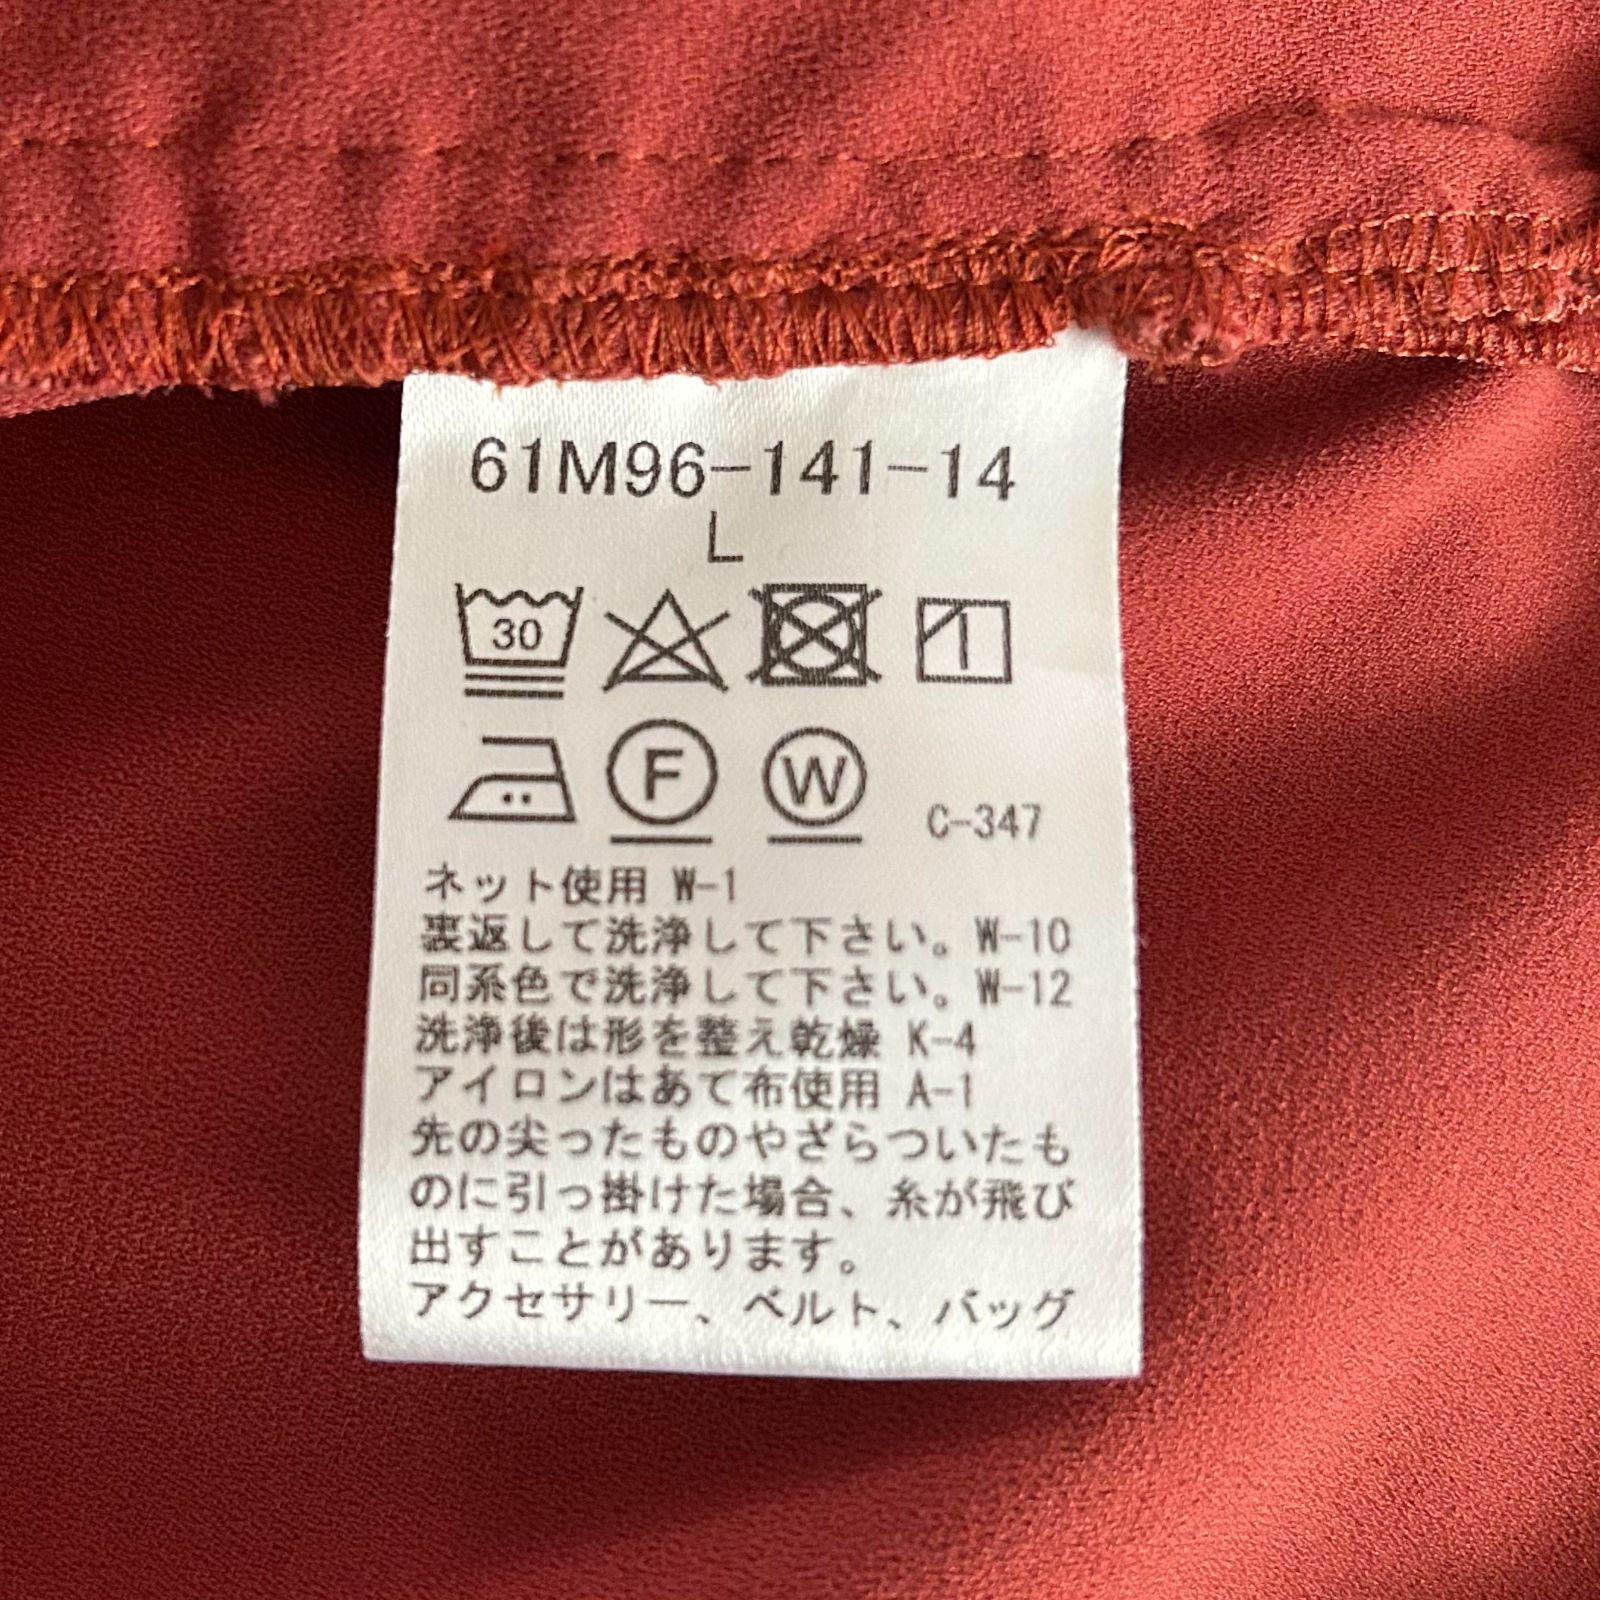 61M96-141-14
L
30
F
W
C-347
ネット使用 W-1
裏返して洗浄して下さい。W-10
同系色で洗浄して下さい。W-12
洗浄後は形を整え乾燥 K-4
アイロンはあて布使用 A-1
先の尖ったものやざらついたも
のに引っ掛けた場合、糸が飛び
出すことがあります。
アクセサリー、ベルト、バッグ